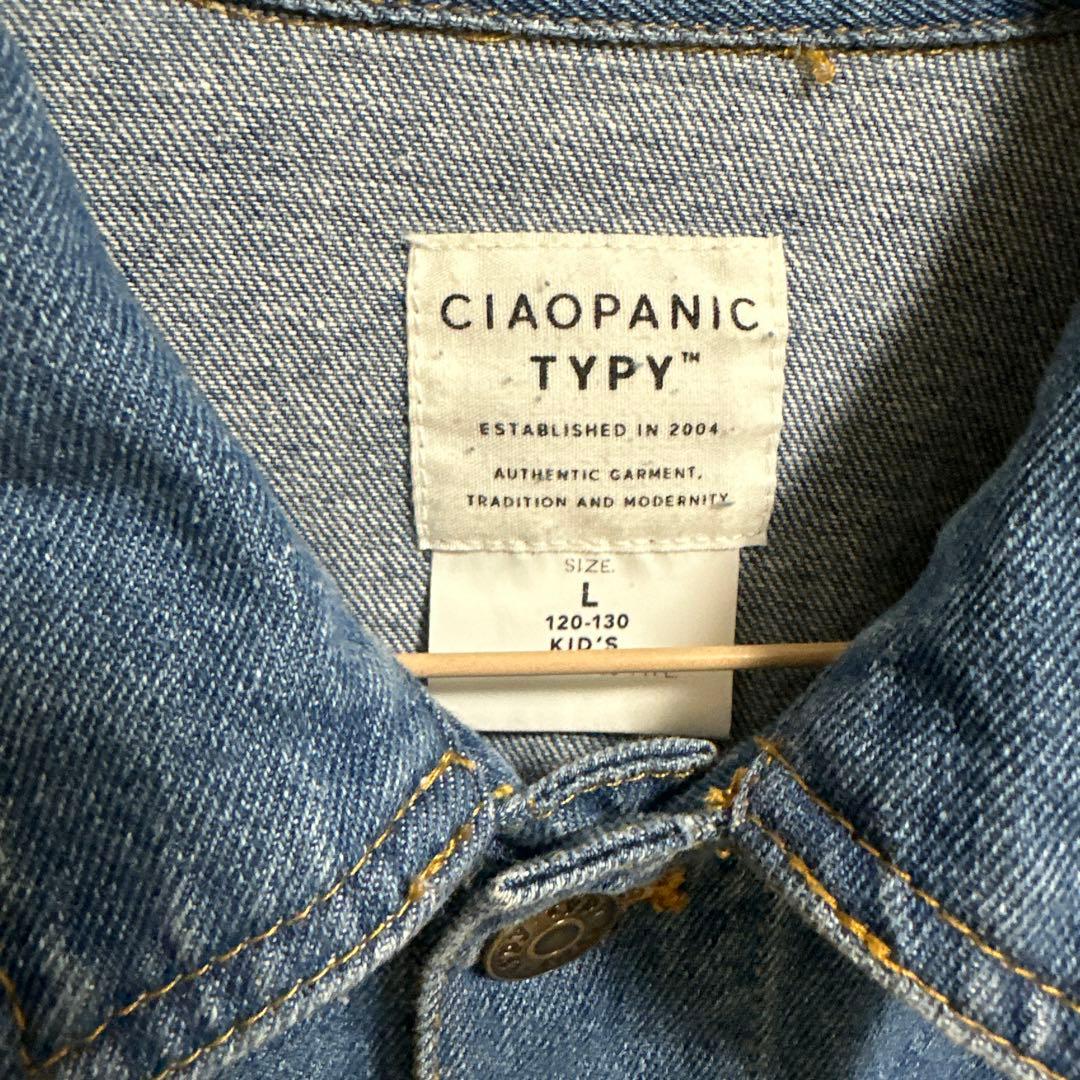 CIAOPANIC
TYPY™
ESTABLISHED IN 2004
AUTHENTIC GARMENT,
TRADITION AND MODERNITY
SIZE.
L
120-130
KID'S